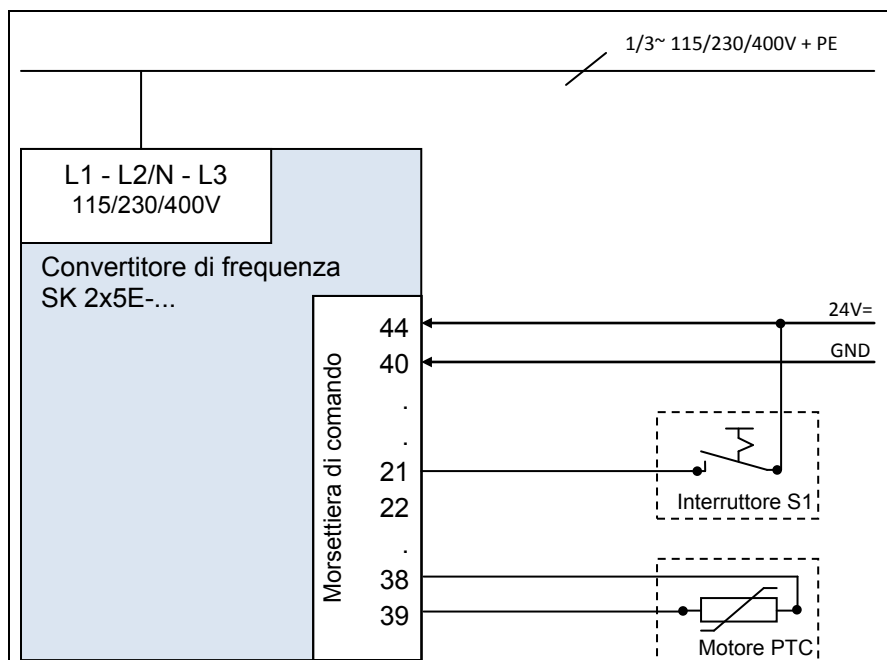 1/3~ 115/230/400V + PE
L1 - L2/N - L3
115/230/400V
Convertitore di frequenza
SK 2x5E-...
Morsettiera di comando
44
24V=
40
GND
.
.
21
22
Interruttore S1
.
38
39
Motore PTC